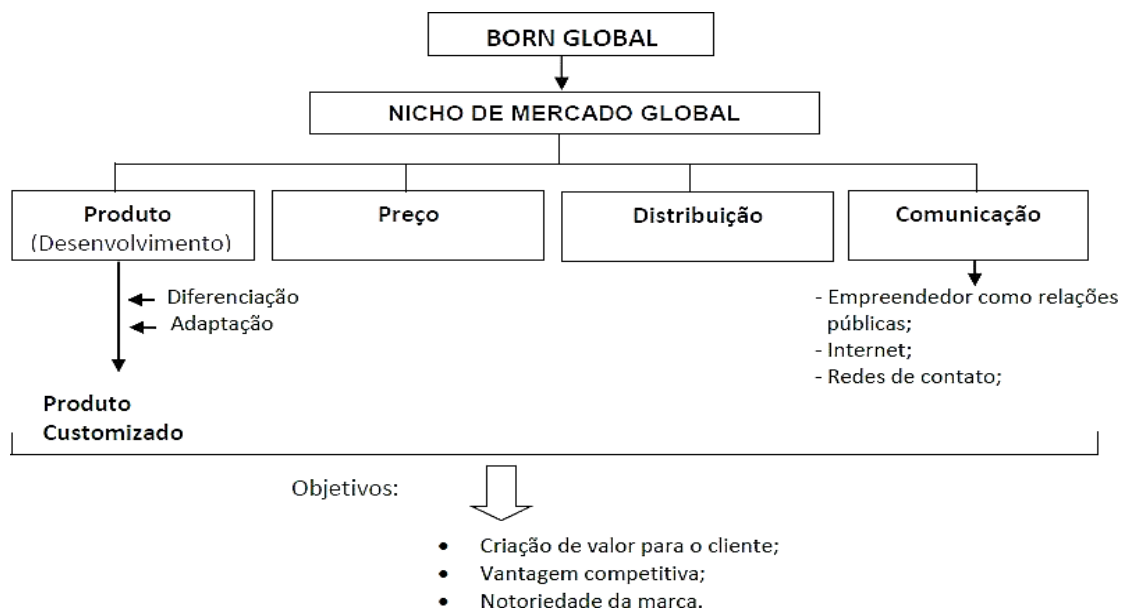 BORN GLOBAL
NICHO DE MERCADO GLOBAL
Produto
(Desenvolvimento)
Preço
Distribuição
Comunicação
Diferenciação
Adaptação
Produto
Customizado
- Empreendedor como relações
públicas;
- Internet;
- Redes de contato;
Objetivos:
• Criação de valor para o cliente;
• Vantagem competitiva;
• Notoriedade da marca.